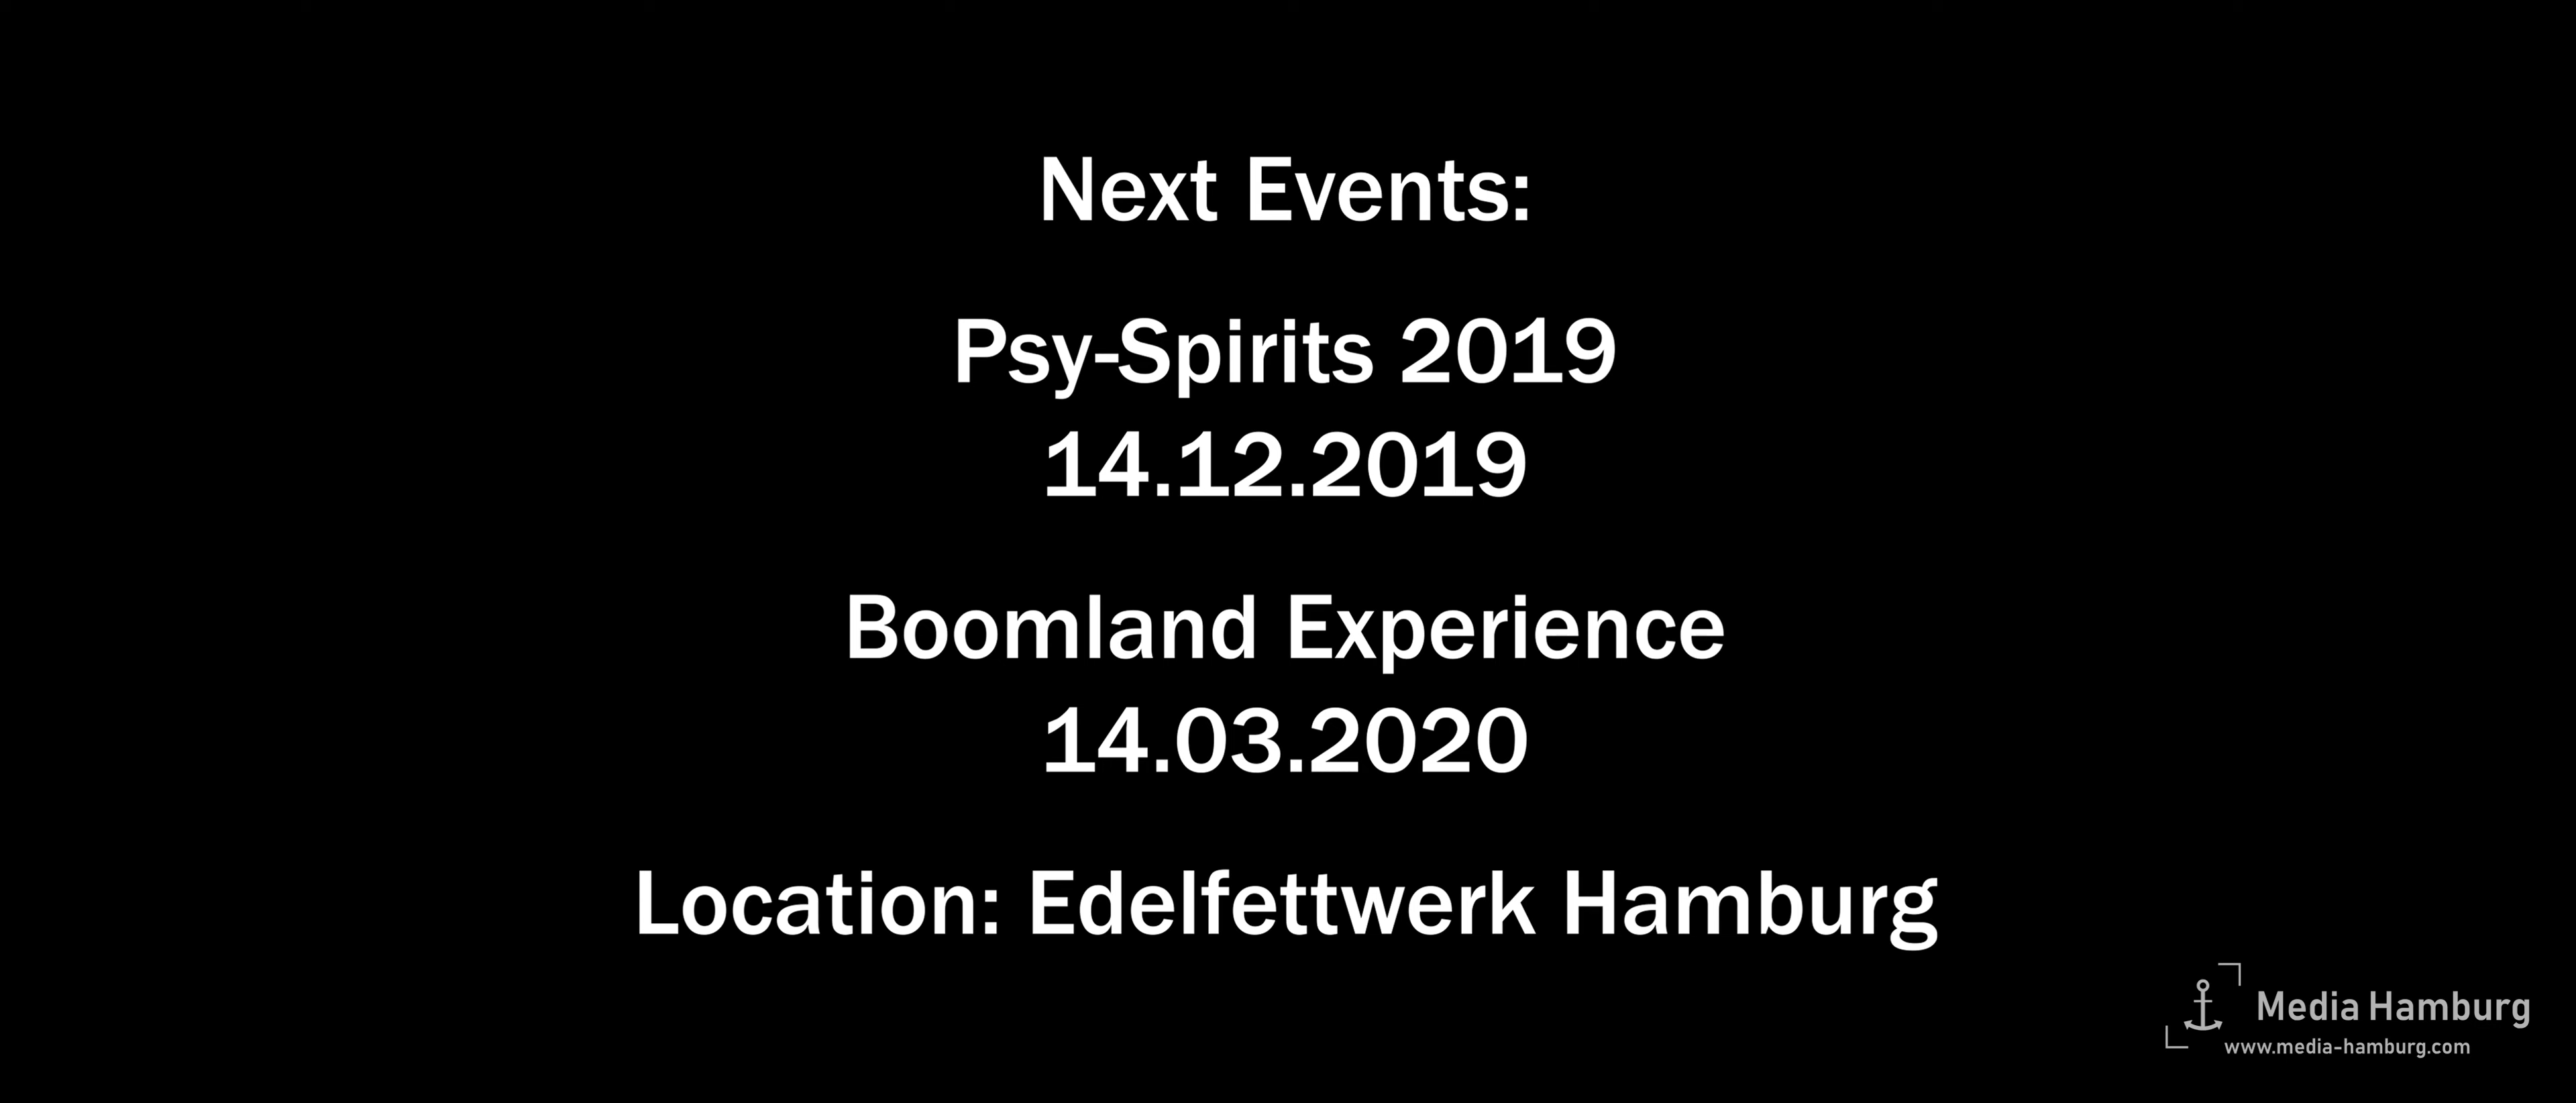 Next Events:
Psy-Spirits 2019
14.12.2019
Boomland Experience
14.03.2020
Location: Edelfettwerk Hamburg
Media Hamburg
www.media-hamburg.com